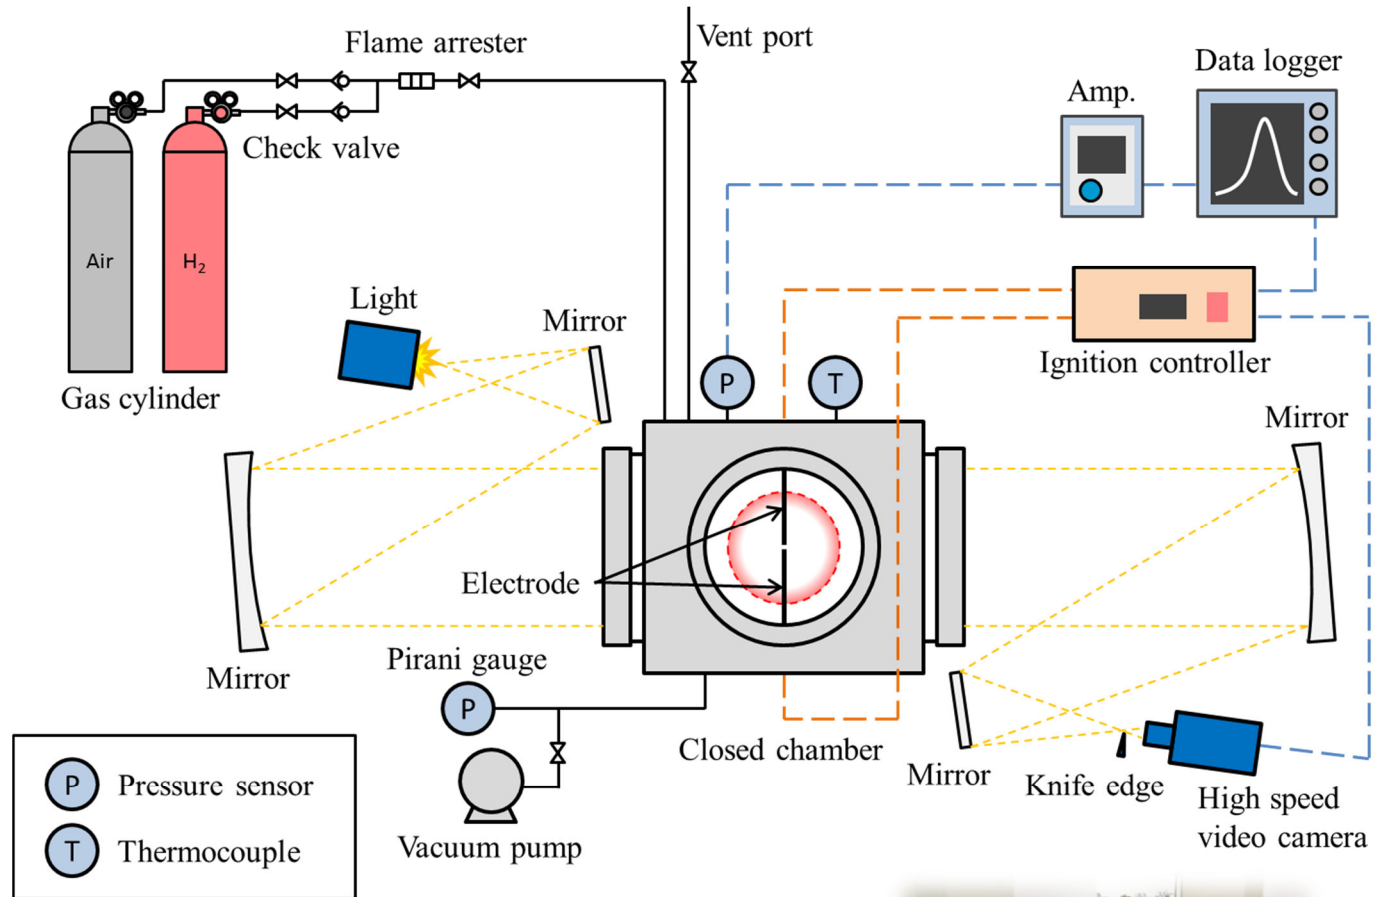 Flame arrester
Vent port
Data logger
Amp.
Check valve
Air
H₂
Light
Mirror
Ignition controller
Gas cylinder
P
T
Mirror
Electrode
Pirani gauge
Mirror
P
Closed chamber
Mirror
Knife edge
High speed
video camera
Vacuum pump
P Pressure sensor
T Thermocouple